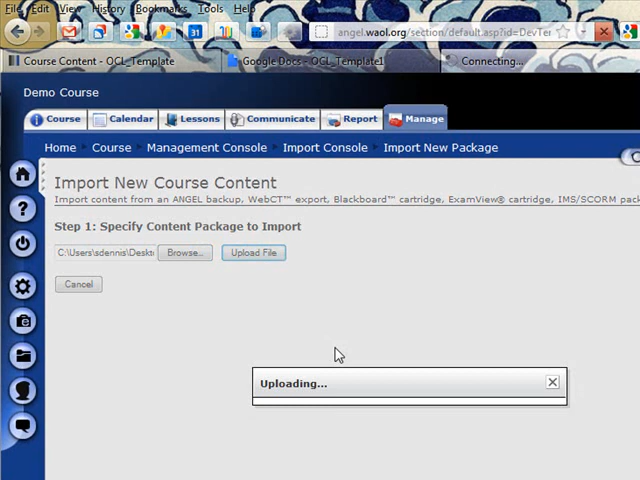 File Edit View History Bookmarks Tools Help
angel.waol.org/section/default.asp?id=DevTer
Course Content - OCL_Template Google Docs - OCL_Template1 Connecting...
Demo Course
Course Calendar Lessons Communicate Report Manage
Home Course Management Console Import Console Import New Package
Import New Course Content
Import content from an ANGEL backup, WebCT™ export, Blackboard™ cartridge, ExamView® cartridge, IMS/SCORM pac
Step 1: Specify Content Package to Import
C:\Users\sdennis\Deskt Browse... Upload File
Cancel
Uploading...